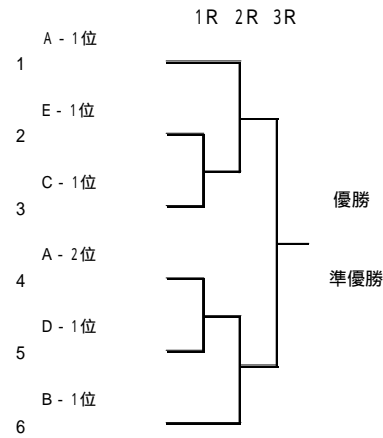 1R 2R 3R
A - 1位
1
E - 1位
2
C - 1位
3
優勝
A - 2位
準優勝
4
D - 1位
5
B - 1位
6